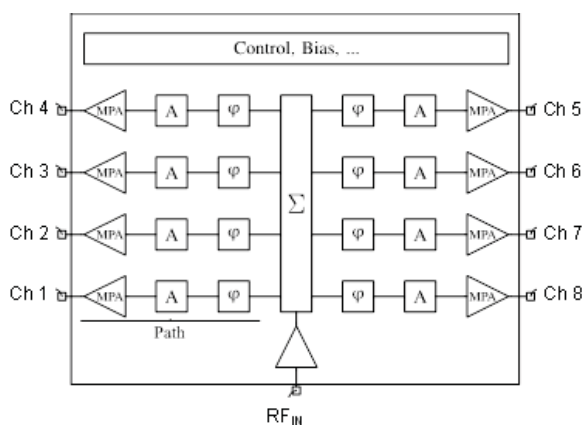 Control, Bias, ...
Ch 4 MPA A φ φ A MPA Ch 5
Ch 3 MPA A φ φ A MPA Ch 6
Σ
Ch 2 MPA A φ φ A MPA Ch 7
Ch 1 MPA A φ φ A MPA Ch 8
Path
RF_IN